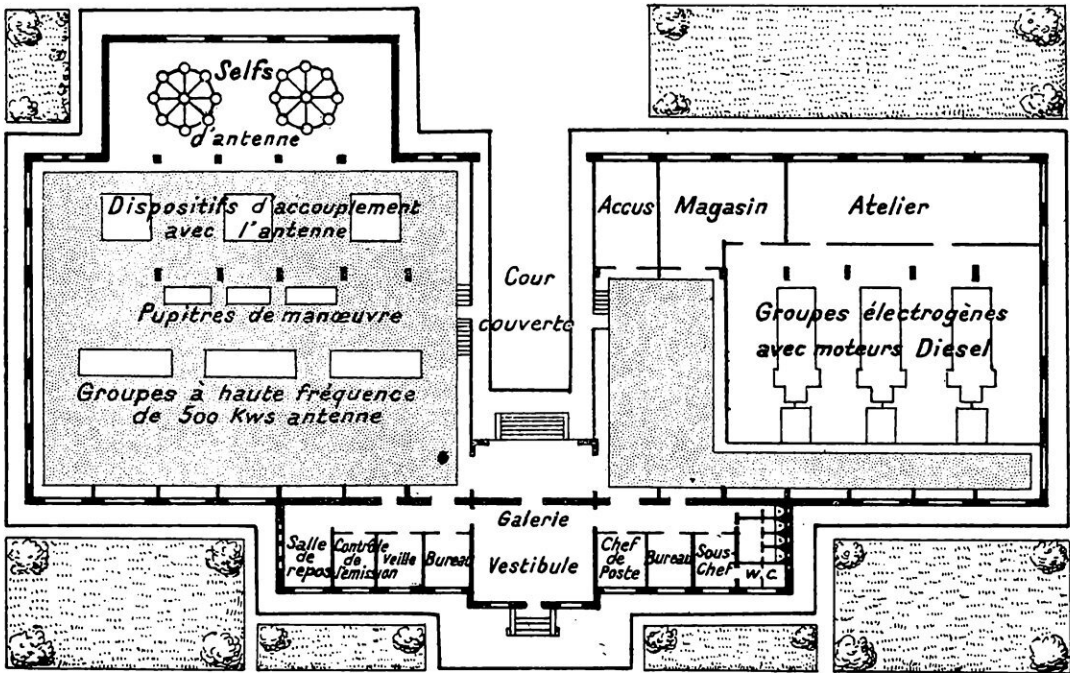 Selfs
d'antenne
Dispositifs d'accouplement
avec l'antenne
Pupitres de manœuvre
Groupes à haute fréquence
de 500 Kws antenne
Cour
couverte
Accus
Magasin
Atelier
Groupes électrogènes
avec moteurs Diesel
Galerie
Vestibule
Salle
de
repos
Contrôle
de
l'émission
Veille
Bureau
Chef
de
Poste
Bureau
Sous-
Chef
W.C.